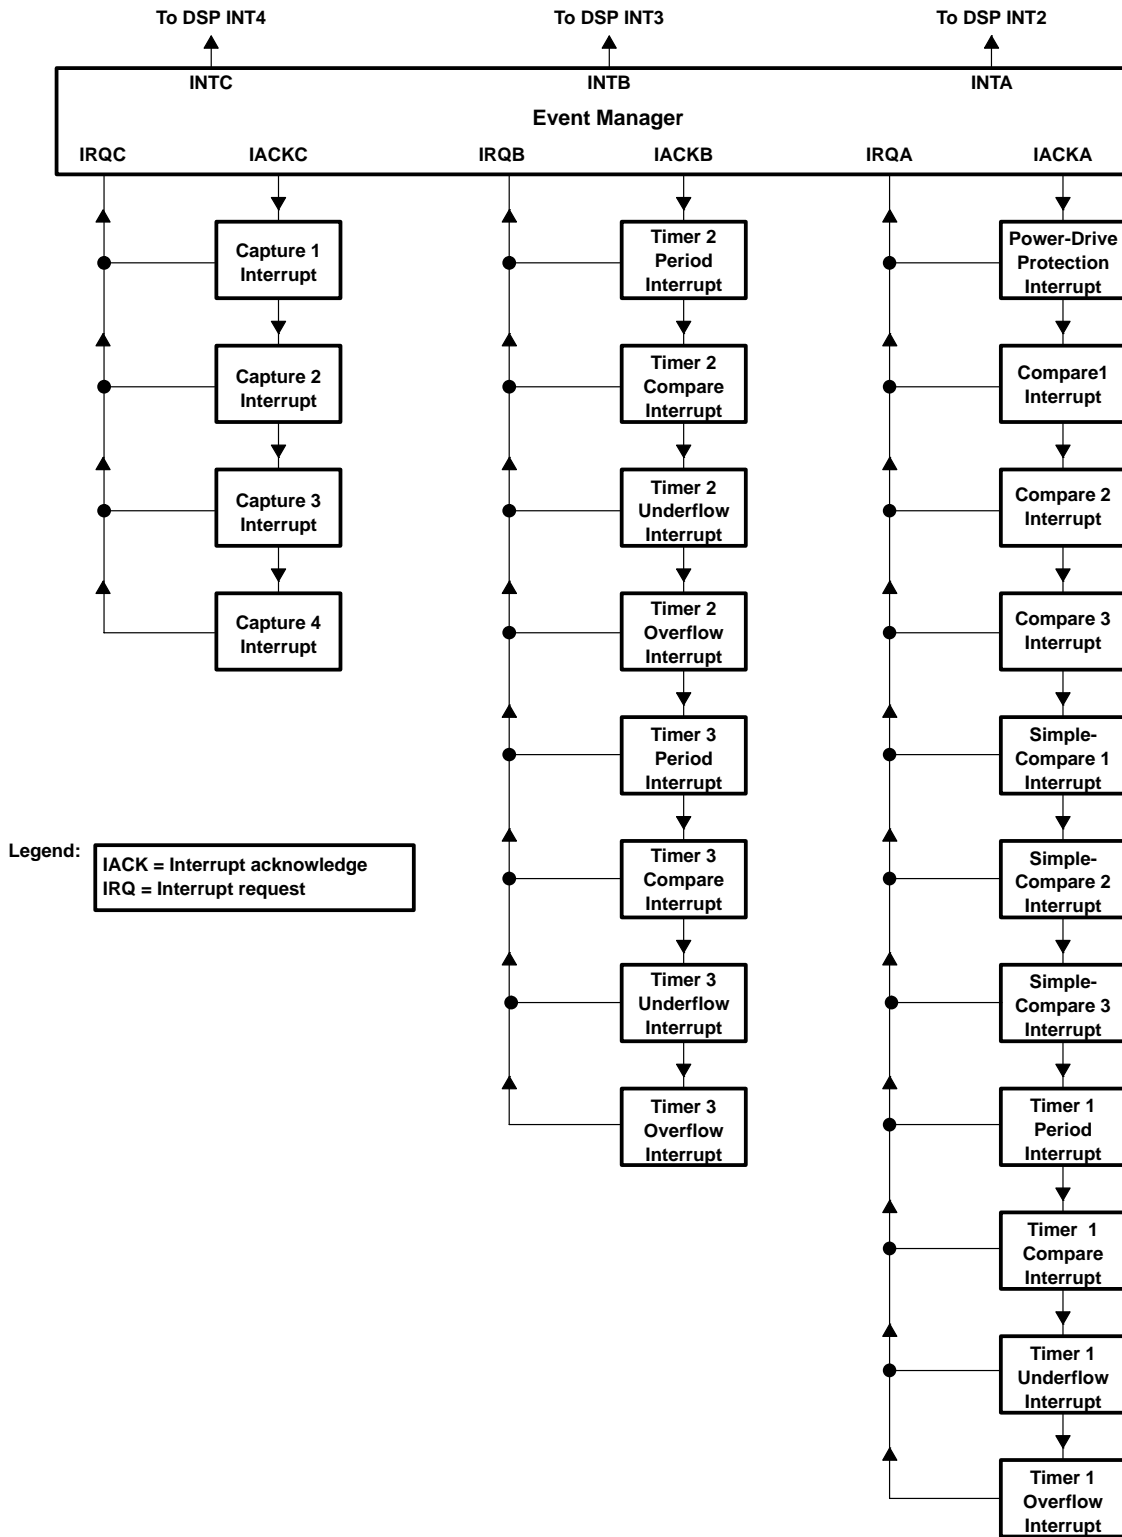 To DSP INT4
To DSP INT3
To DSP INT2
INTC
INTB
INTA
Event Manager
IRQC
IACKC
IRQB
IACKB
IRQA
IACKA
Capture 1
Interrupt
Capture 2
Interrupt
Capture 3
Interrupt
Capture 4
Interrupt
Timer 2
Period
Interrupt
Timer 2
Compare
Interrupt
Timer 2
Underflow
Interrupt
Timer 2
Overflow
Interrupt
Timer 3
Period
Interrupt
Timer 3
Compare
Interrupt
Timer 3
Underflow
Interrupt
Timer 3
Overflow
Interrupt
Power-Drive
Protection
Interrupt
Compare1
Interrupt
Compare 2
Interrupt
Compare 3
Interrupt
Simple-
Compare 1
Interrupt
Simple-
Compare 2
Interrupt
Simple-
Compare 3
Interrupt
Timer 1
Period
Interrupt
Timer 1
Compare
Interrupt
Timer 1
Underflow
Interrupt
Timer 1
Overflow
Interrupt
Legend:
IACK = Interrupt acknowledge
IRQ = Interrupt request